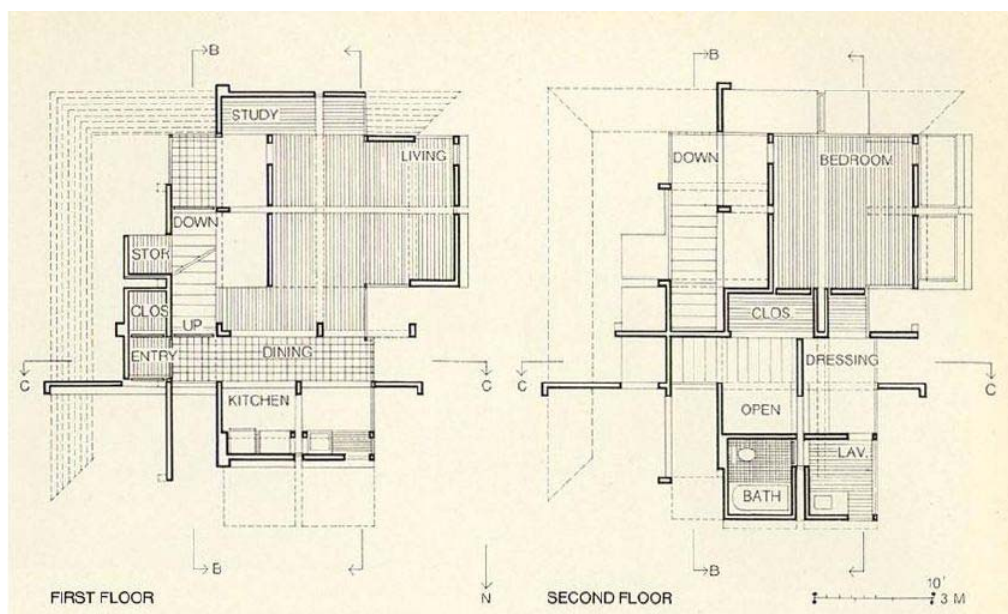 B
STUDY
LIVING
DOWN
STOR
CLOS
UP
ENTRY
DINING
C
C
KITCHEN
B
FIRST FLOOR
N
B
DOWN
BEDROOM
CLOS.
DRESSING
C
C
OPEN
LAV.
BATH
B
SECOND FLOOR
10'
3 M